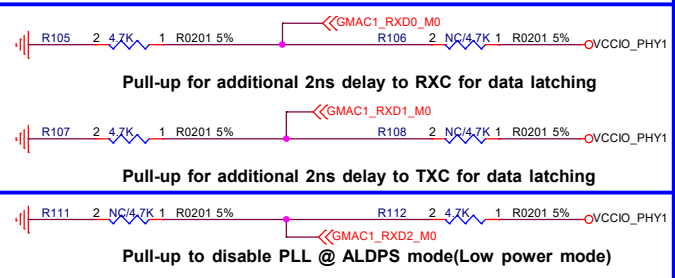 GMAC1_RXD0_M0
R105 2 4.7K 1 R0201 5% R106 2 NC/4.7K 1 R0201 5% VCCIO_PHY1
Pull-up for additional 2ns delay to RXC for data latching
GMAC1_RXD1_M0
R107 2 4.7K 1 R0201 5% R108 2 NC/4.7K 1 R0201 5% VCCIO_PHY1
Pull-up for additional 2ns delay to TXC for data latching
R111 2 NC/4.7K 1 R0201 5% R112 2 4.7K 1 R0201 5% VCCIO_PHY1
GMAC1_RXD2_M0
Pull-up to disable PLL @ ALDPS mode(Low power mode)